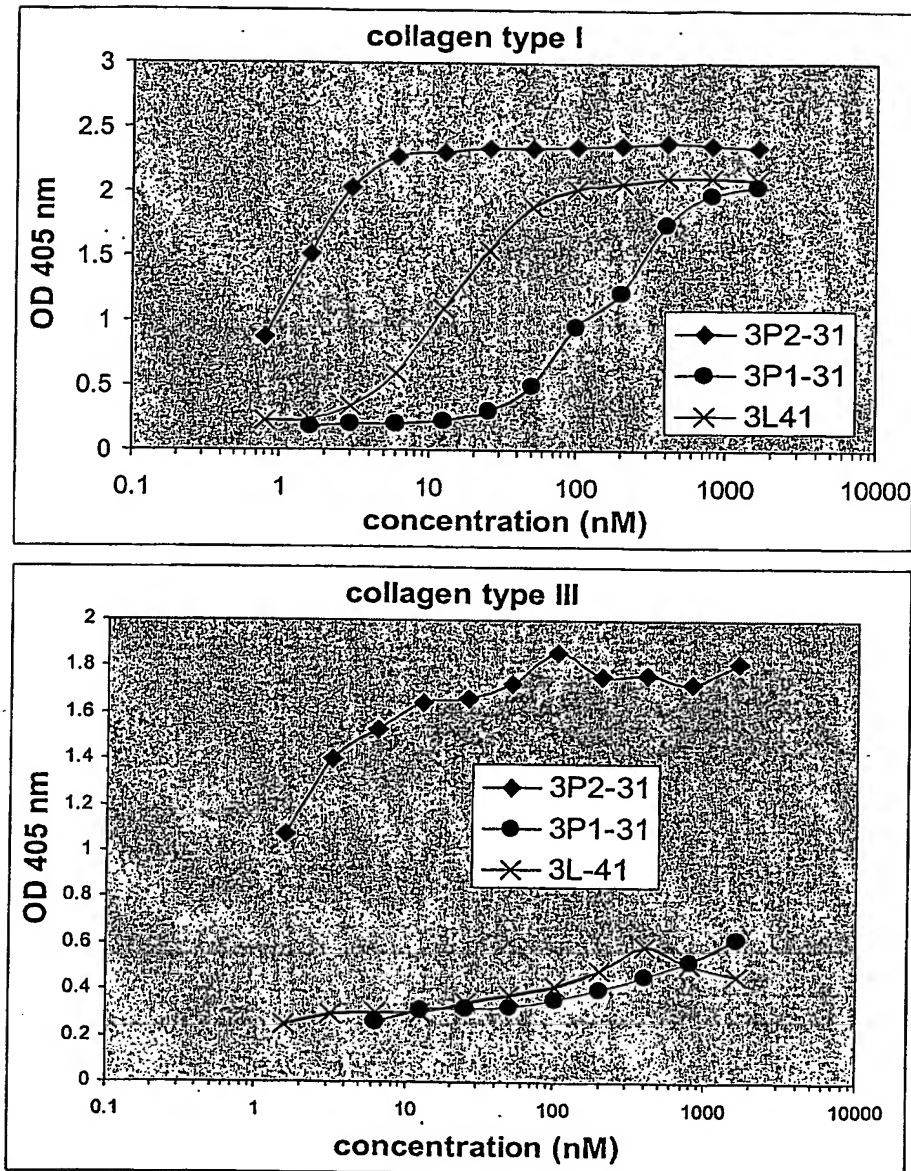 collagen type I
3
2.5
2
1.5
1
0.5
0
OD 405 nm
3P2-31
3P1-31
3L41
0.1 1 10 100 1000 10000
concentration (nM)
collagen type III
2
1.8
1.6
1.4
1.2
1
0.8
0.6
0.4
0.2
0
OD 405 nm
3P2-31
3P1-31
3L-41
0.1 1 10 100 1000 10000
concentration (nM)